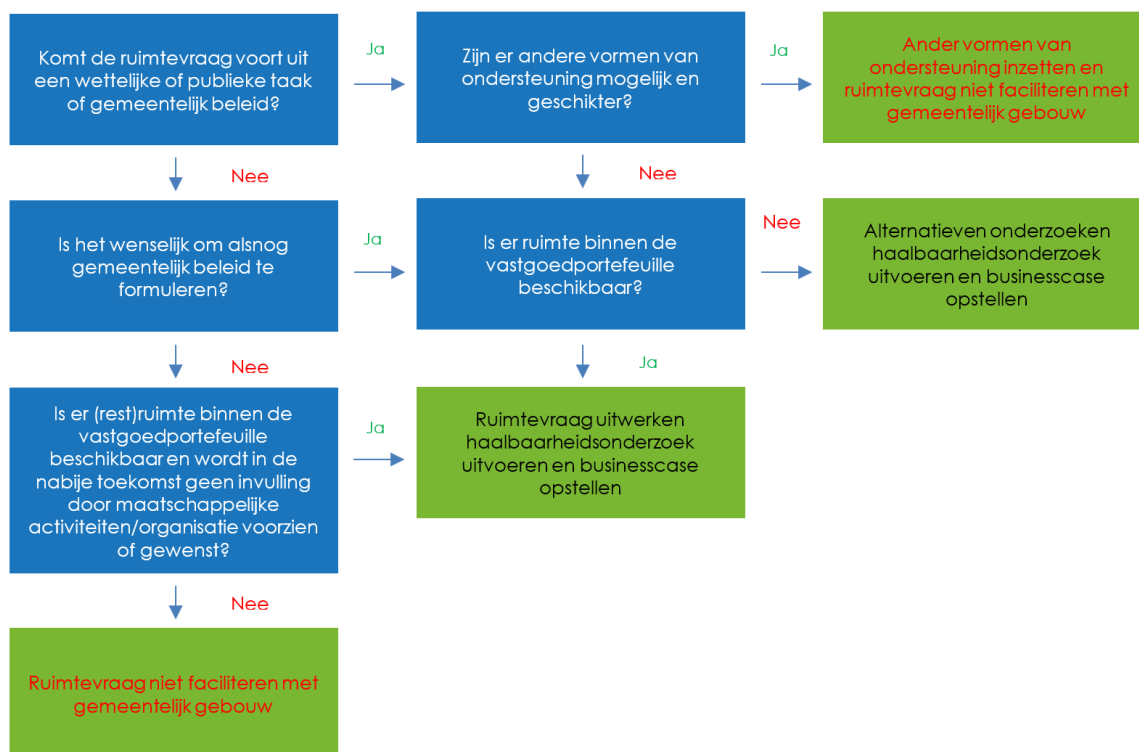 Komt de ruimtevraag voort uit
een wettelijke of publieke taak
of gemeentelijk beleid?
Ja
Zijn er andere vormen van
ondersteuning mogelijk en
geschikter?
Ja
Ander vormen van
ondersteuning inzetten en
ruimtevraag niet faciliteren met
gemeentelijk gebouw
Nee
Nee
Is het wenselijk om alsnog
gemeentelijk beleid te
formuleren?
Ja
Is er ruimte binnen de
vastgoedportefeuille
beschikbaar?
Nee
Alternatieven onderzoeken
haalbaarheidsonderzoek
uitvoeren en businesscase
opstellen
Nee
Ja
Is er (rest)ruimte binnen de
vastgoedportefeuille
beschikbaar en wordt in de
nabije toekomst geen invulling
door maatschappelijke
activiteiten/organisatie voorzien
of gewenst?
Ja
Ruimtevraag uitwerken
haalbaarheidsonderzoek
uitvoeren en businesscase
opstellen
Nee
Ruimtevraag niet faciliteren met
gemeentelijk gebouw